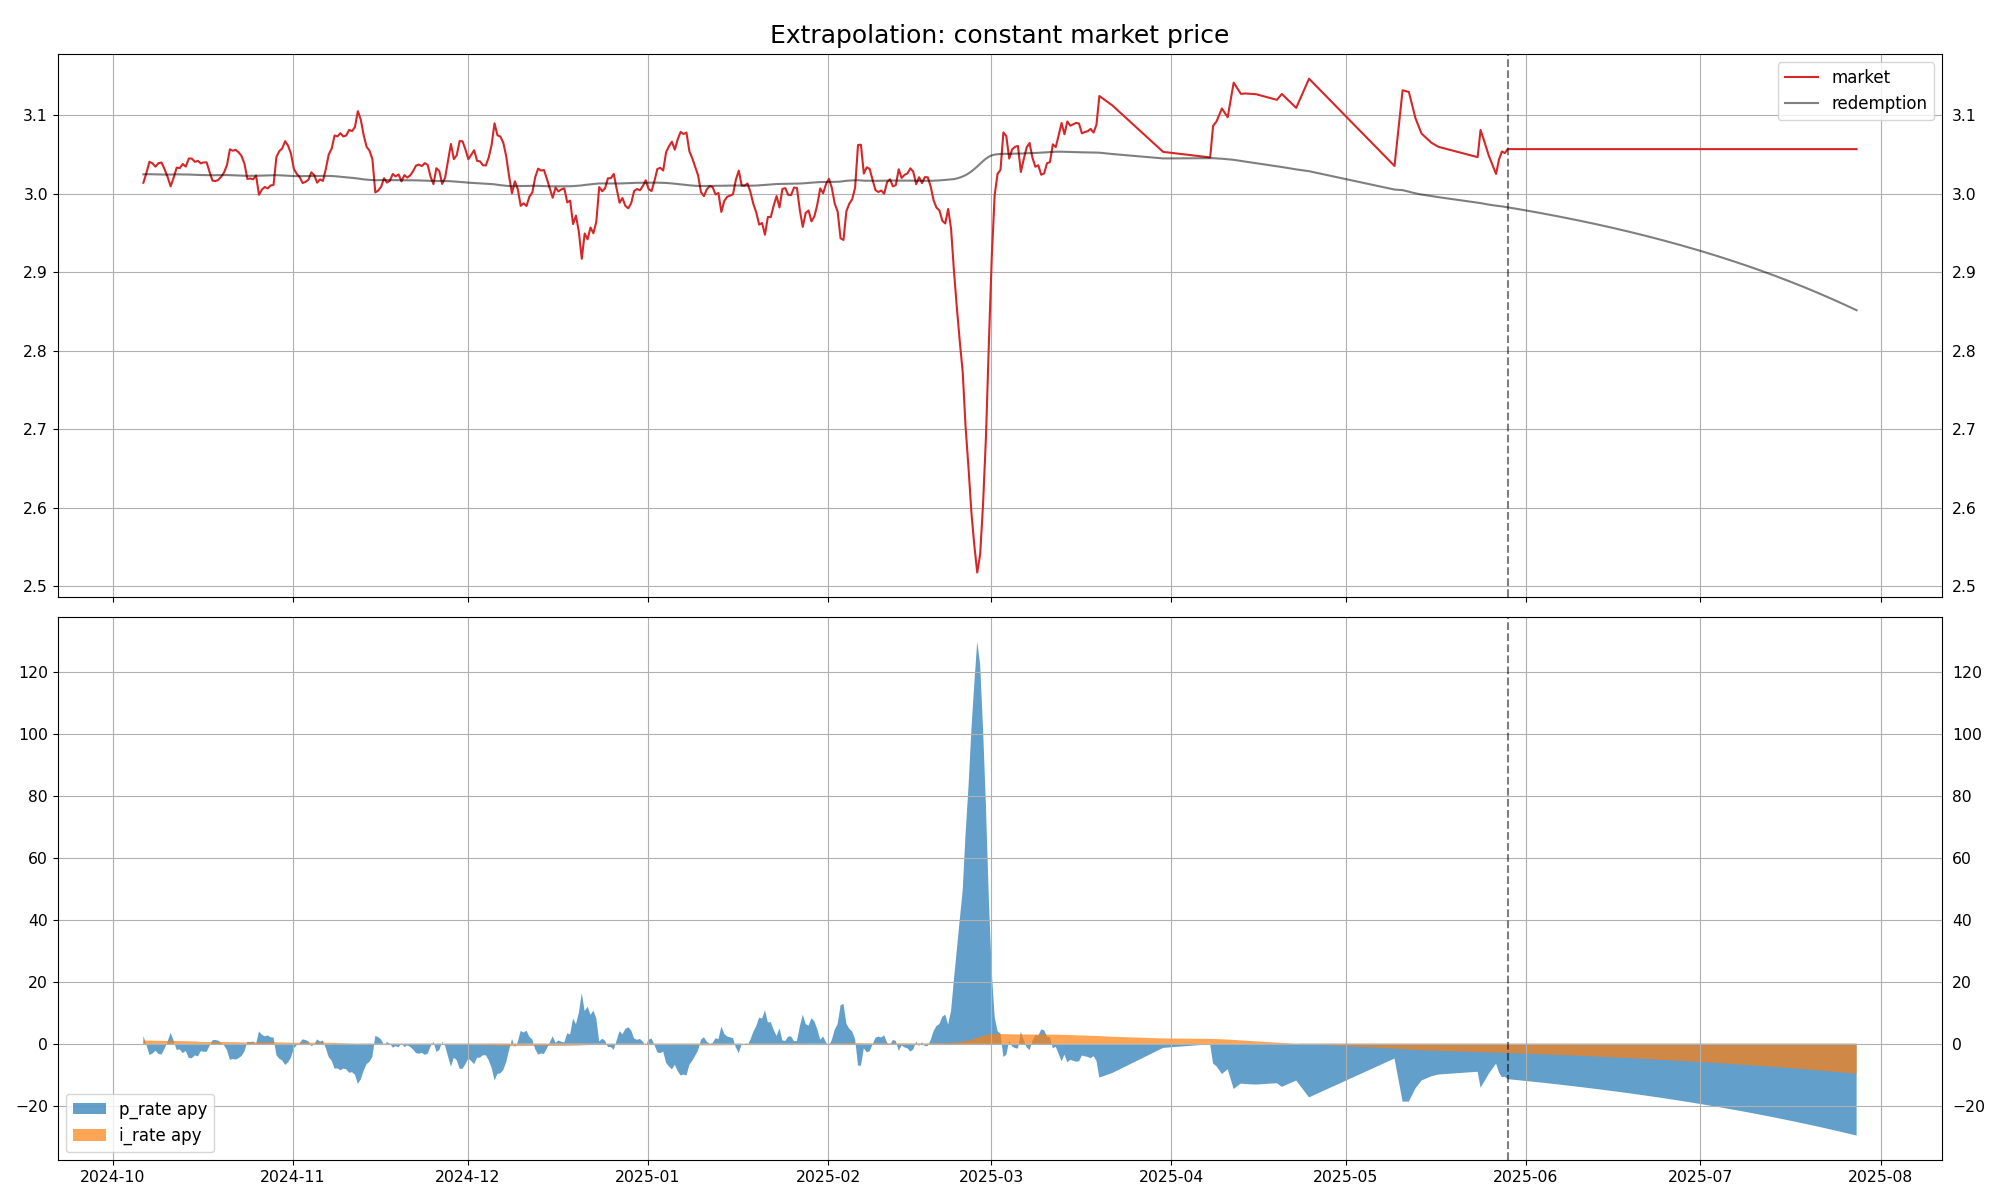 Extrapolation: constant market price
market
redemption
3.1 3.1
3.0 3.0
2.9 2.9
2.8 2.8
2.7 2.7
2.6 2.6
2.5 2.5
120 120
100 100
80 80
60 60
40 40
20 20
0 0
−20 −20
p_rate apy
i_rate apy
2024-10 2024-11 2024-12 2025-01 2025-02 2025-03 2025-04 2025-05 2025-06 2025-07 2025-08